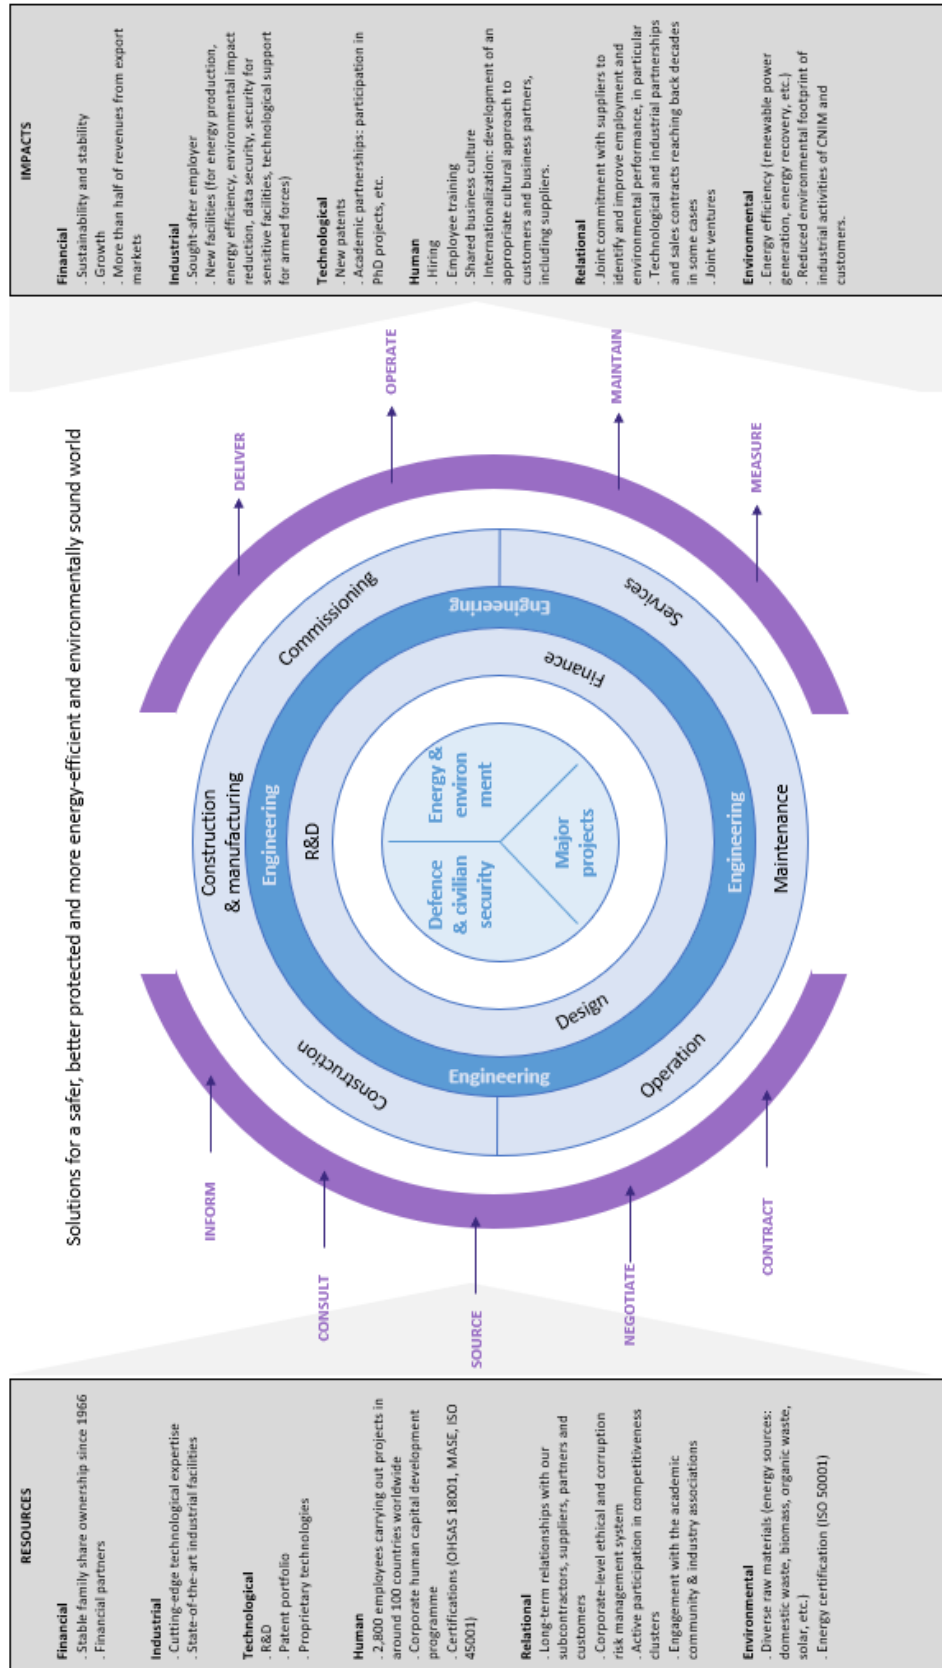 Solutions for a safer, better protected and more energy-efficient and environmentally sound world
RESOURCES
Financial
. Stable family share ownership since 1966
. Financial partners
Industrial
. Cutting-edge technological expertise
. State-of-the-art industrial facilities
Technological
. R&D
. Patent portfolio
. Proprietary technologies
Human
. 2,800 employees carrying out projects in
around 100 countries worldwide
. Corporate human capital development
programme
. Certifications (OHSAS 18001, MASE, ISO
45001)
Relational
. Long-term relationships with our
subcontractors, suppliers, partners and
customers
. Corporate-level ethical and corruption
risk management system
. Active participation in competitiveness
clusters
. Engagement with the academic
community & industry associations
Environmental
. Diverse raw materials (energy sources:
domestic waste, biomass, organic waste,
solar, etc.)
. Energy certification (ISO 50001)
INFORM
CONSULT
SOURCE
NEGOTIATE
CONTRACT
Construction
& manufacturing
Construction
Commissioning
Services
Maintenance
Operation
Engineering
Engineering
Engineering
Engineering
R&D
Finance
Design
Defence
& civilian
security
Energy &
environ
ment
Major
projects
DELIVER
OPERATE
MAINTAIN
MEASURE
IMPACTS
Financial
. Sustainability and stability
. Growth
. More than half of revenues from export
markets
Industrial
. Sought-after employer
. New facilities (for energy production,
energy efficiency, environmental impact
reduction, data security, security for
sensitive facilities, technological support
for armed forces)
Technological
. New patents
. Academic partnerships: participation in
PhD projects, etc.
Human
. Hiring
. Employee training
. Shared business culture
. Internationalization: development of an
appropriate cultural approach to
customers and business partners,
including suppliers.
Relational
. Joint commitment with suppliers to
identify and improve employment and
environmental performance, in particular
. Technological and industrial partnerships
and sales contracts reaching back decades
in some cases
. Joint ventures
Environmental
. Energy efficiency (renewable power
generation, energy recovery, etc.)
. Reduced environmental footprint of
industrial activities of CNIM and
customers.